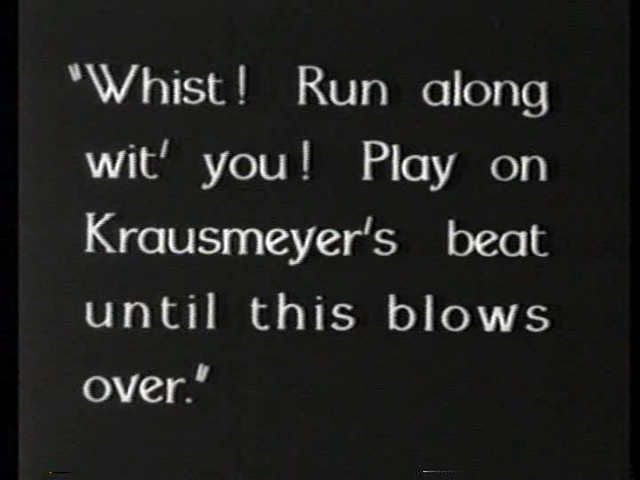 "Whist! Run along
wit' you! Play on
Krausmeyer's beat
until this blows
over."